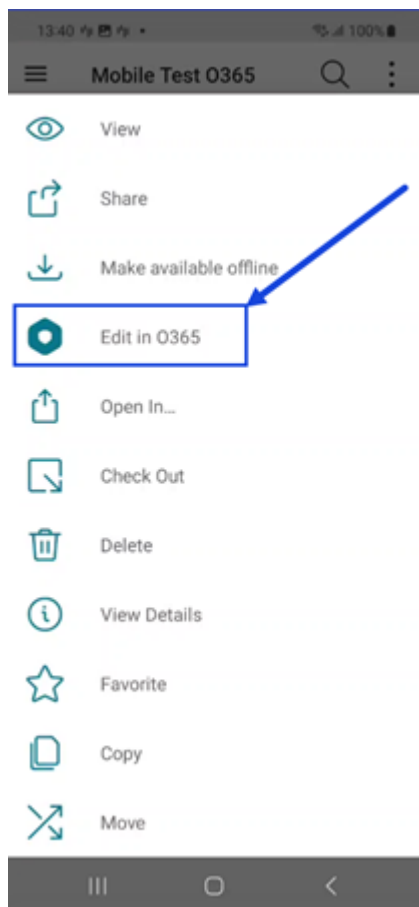 13:40
100%
Mobile Test O365
View
Share
Make available offline
Edit in O365
Open In...
Check Out
Delete
View Details
Favorite
Copy
Move